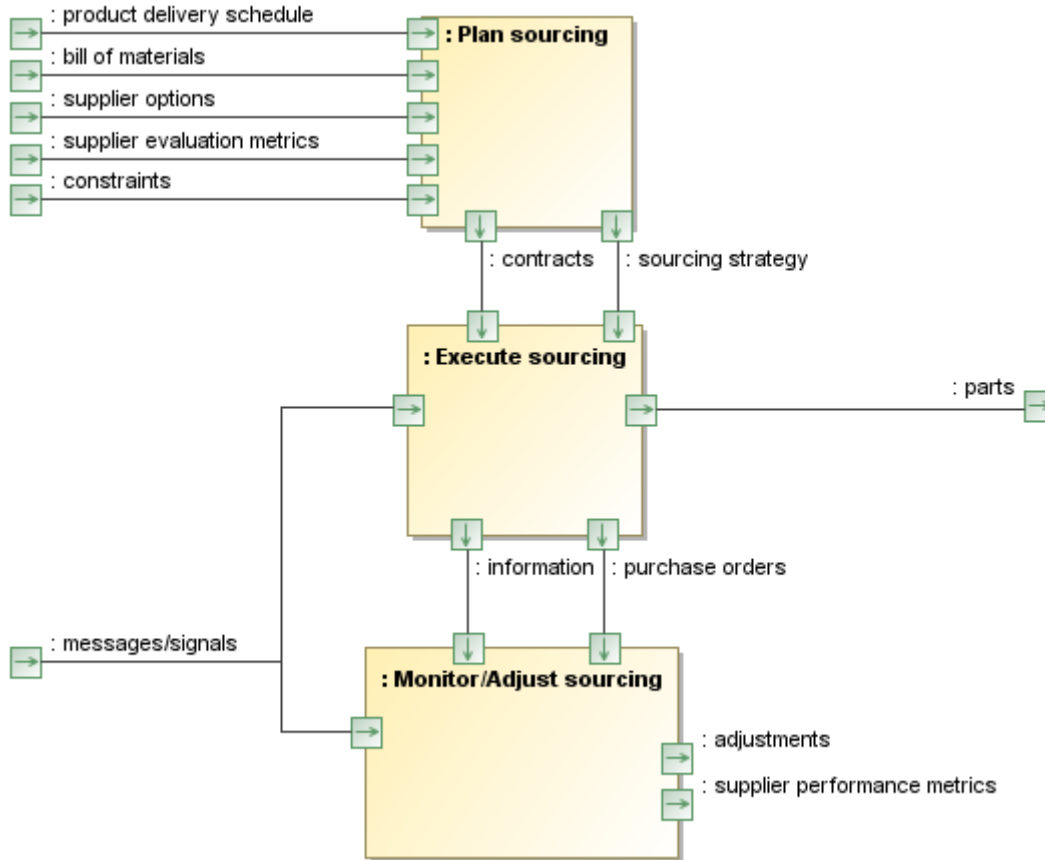 : product delivery schedule
: Plan sourcing
: bill of materials
: supplier options
: supplier evaluation metrics
: constraints
: contracts
: sourcing strategy
: Execute sourcing
: parts
: information
: purchase orders
: messages/signals
: Monitor/Adjust sourcing
: adjustments
: supplier performance metrics